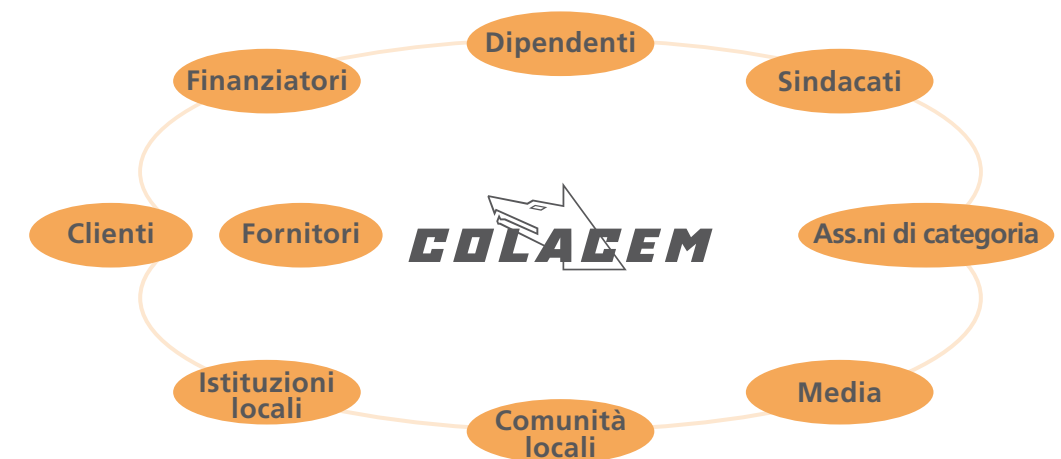 Dipendenti
Finanziatori
Sindacati
Clienti
Fornitori
COLACEM
Ass.ni di categoria
Istituzioni
locali
Media
Comunità
locali